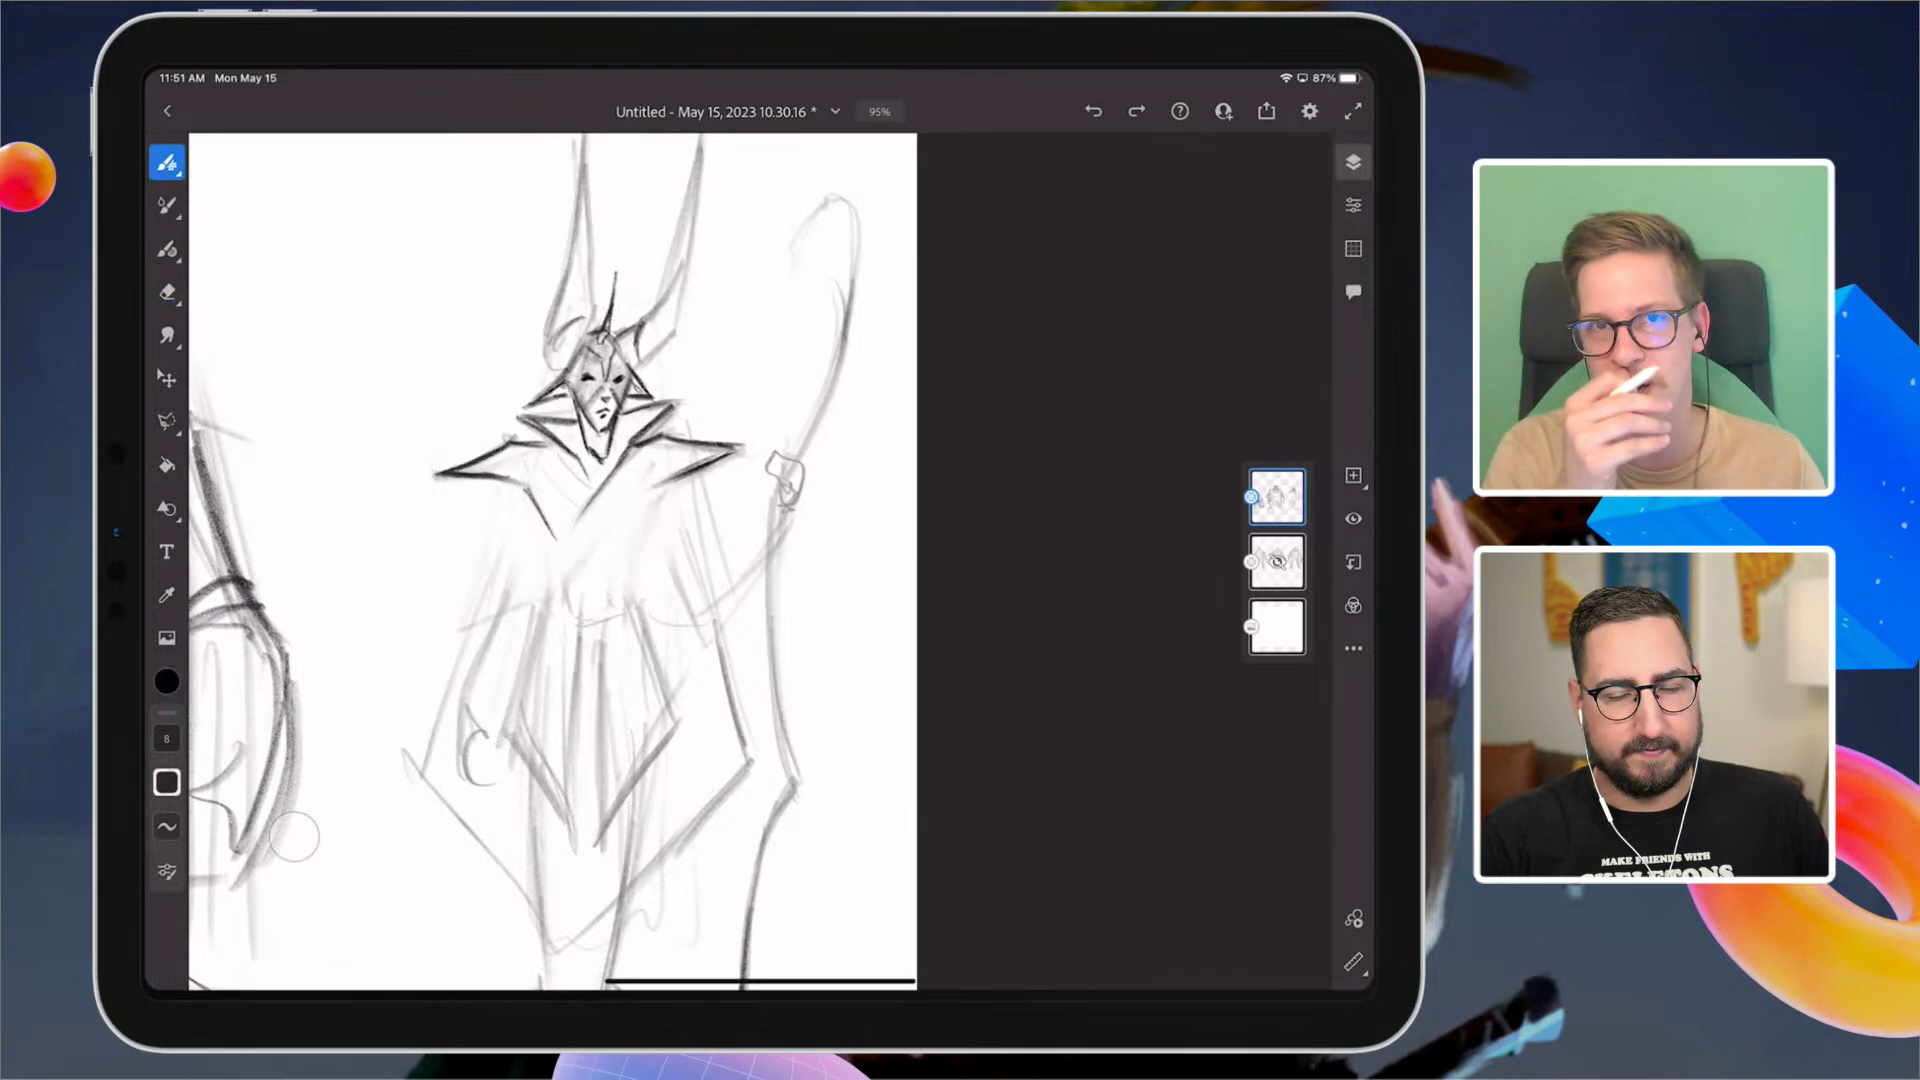 11:51 AM Mon May 15
87%
Untitled - May 15, 2023 10.30.16 *
95%
T
8
MAKE FRIENDS WITH
SKELETONS